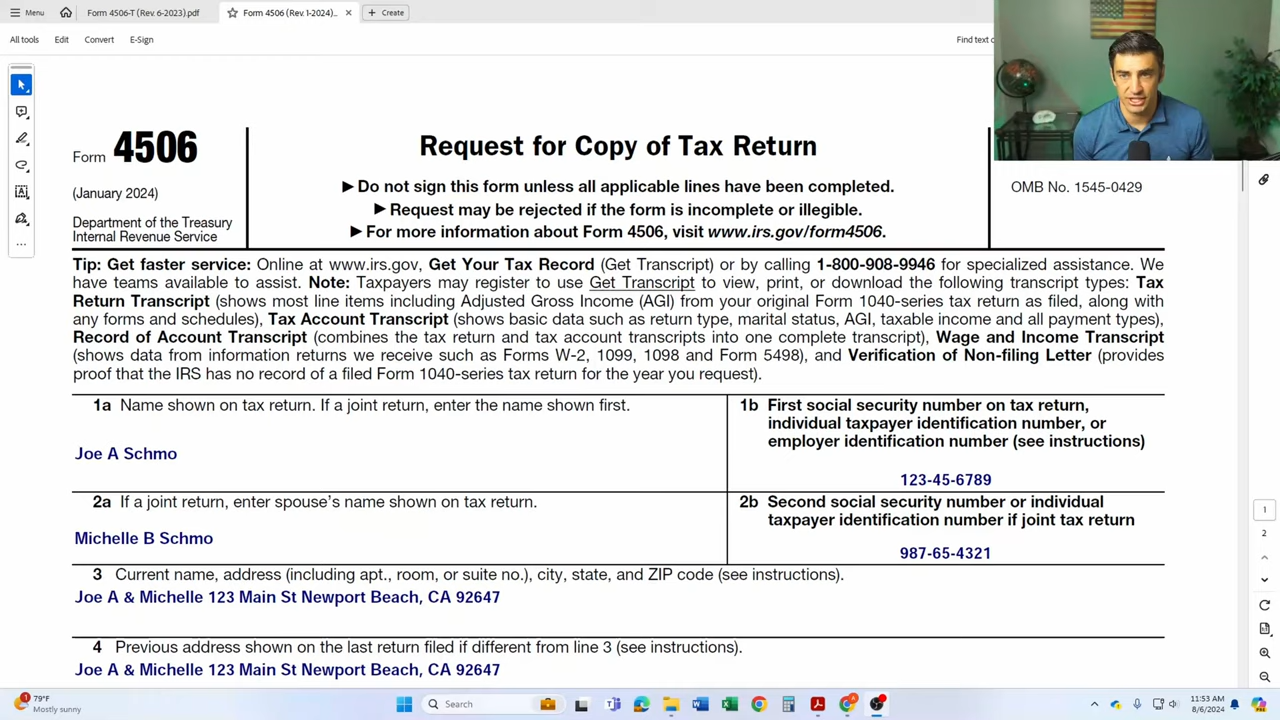 Menu
Form 4506-T (Rev. 6-2023).pdf
Form 4506 (Rev. 1-2024)...
+ Create
All tools
Edit
Convert
E-Sign
Find text
Form 4506
(January 2024)
Department of the Treasury
Internal Revenue Service
Request for Copy of Tax Return
▶ Do not sign this form unless all applicable lines have been completed.
▶ Request may be rejected if the form is incomplete or illegible.
▶ For more information about Form 4506, visit www.irs.gov/form4506.
OMB No. 1545-0429
Tip: Get faster service: Online at www.irs.gov, Get Your Tax Record (Get Transcript) or by calling 1-800-908-9946 for specialized assistance. We
have teams available to assist. Note: Taxpayers may register to use Get Transcript to view, print, or download the following transcript types: Tax
Return Transcript (shows most line items including Adjusted Gross Income (AGI) from your original Form 1040-series tax return as filed, along with
any forms and schedules), Tax Account Transcript (shows basic data such as return type, marital status, AGI, taxable income and all payment types),
Record of Account Transcript (combines the tax return and tax account transcripts into one complete transcript), Wage and Income Transcript
(shows data from information returns we receive such as Forms W-2, 1099, 1098 and Form 5498), and Verification of Non-filing Letter (provides
proof that the IRS has no record of a filed Form 1040-series tax return for the year you request).
1a Name shown on tax return. If a joint return, enter the name shown first.
Joe A Schmo
1b First social security number on tax return,
individual taxpayer identification number, or
employer identification number (see instructions)
123-45-6789
2a If a joint return, enter spouse's name shown on tax return.
Michelle B Schmo
2b Second social security number or individual
taxpayer identification number if joint tax return
987-65-4321
3 Current name, address (including apt., room, or suite no.), city, state, and ZIP code (see instructions).
Joe A & Michelle 123 Main St Newport Beach, CA 92647
4 Previous address shown on the last return filed if different from line 3 (see instructions).
Joe A & Michelle 123 Main St Newport Beach, CA 92647
1
2
1
79°F
Mostly sunny
Search
11:53 AM
8/6/2024